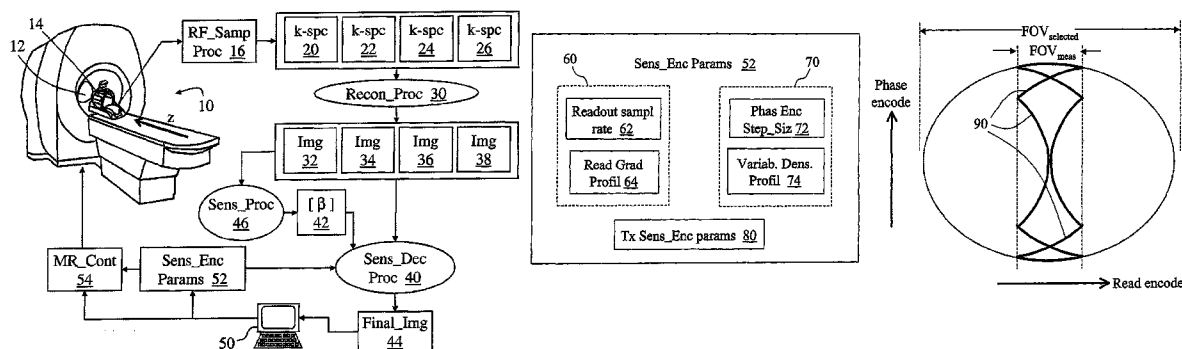 14
12
RF_Samp
Proc 16
k-spc
20
k-spc
22
k-spc
24
k-spc
26
Recon_Proc 30
10
z
Img
32
Img
34
Img
36
Img
38
Sens_Proc
46
[ β ]
42
MR_Cont
54
Sens_Enc
Params 52
Sens_Dec
Proc 40
50
Final_Img
44
Sens_Enc Params 52
60
70
Readout sampl
rate 62
Read Grad
Profil 64
Phas Enc
Step_Siz 72
Variab. Dens.
Profil 74
Tx Sens_Enc params 80
FOVselected
FOVmeas
Phase
encode
90
Read encode